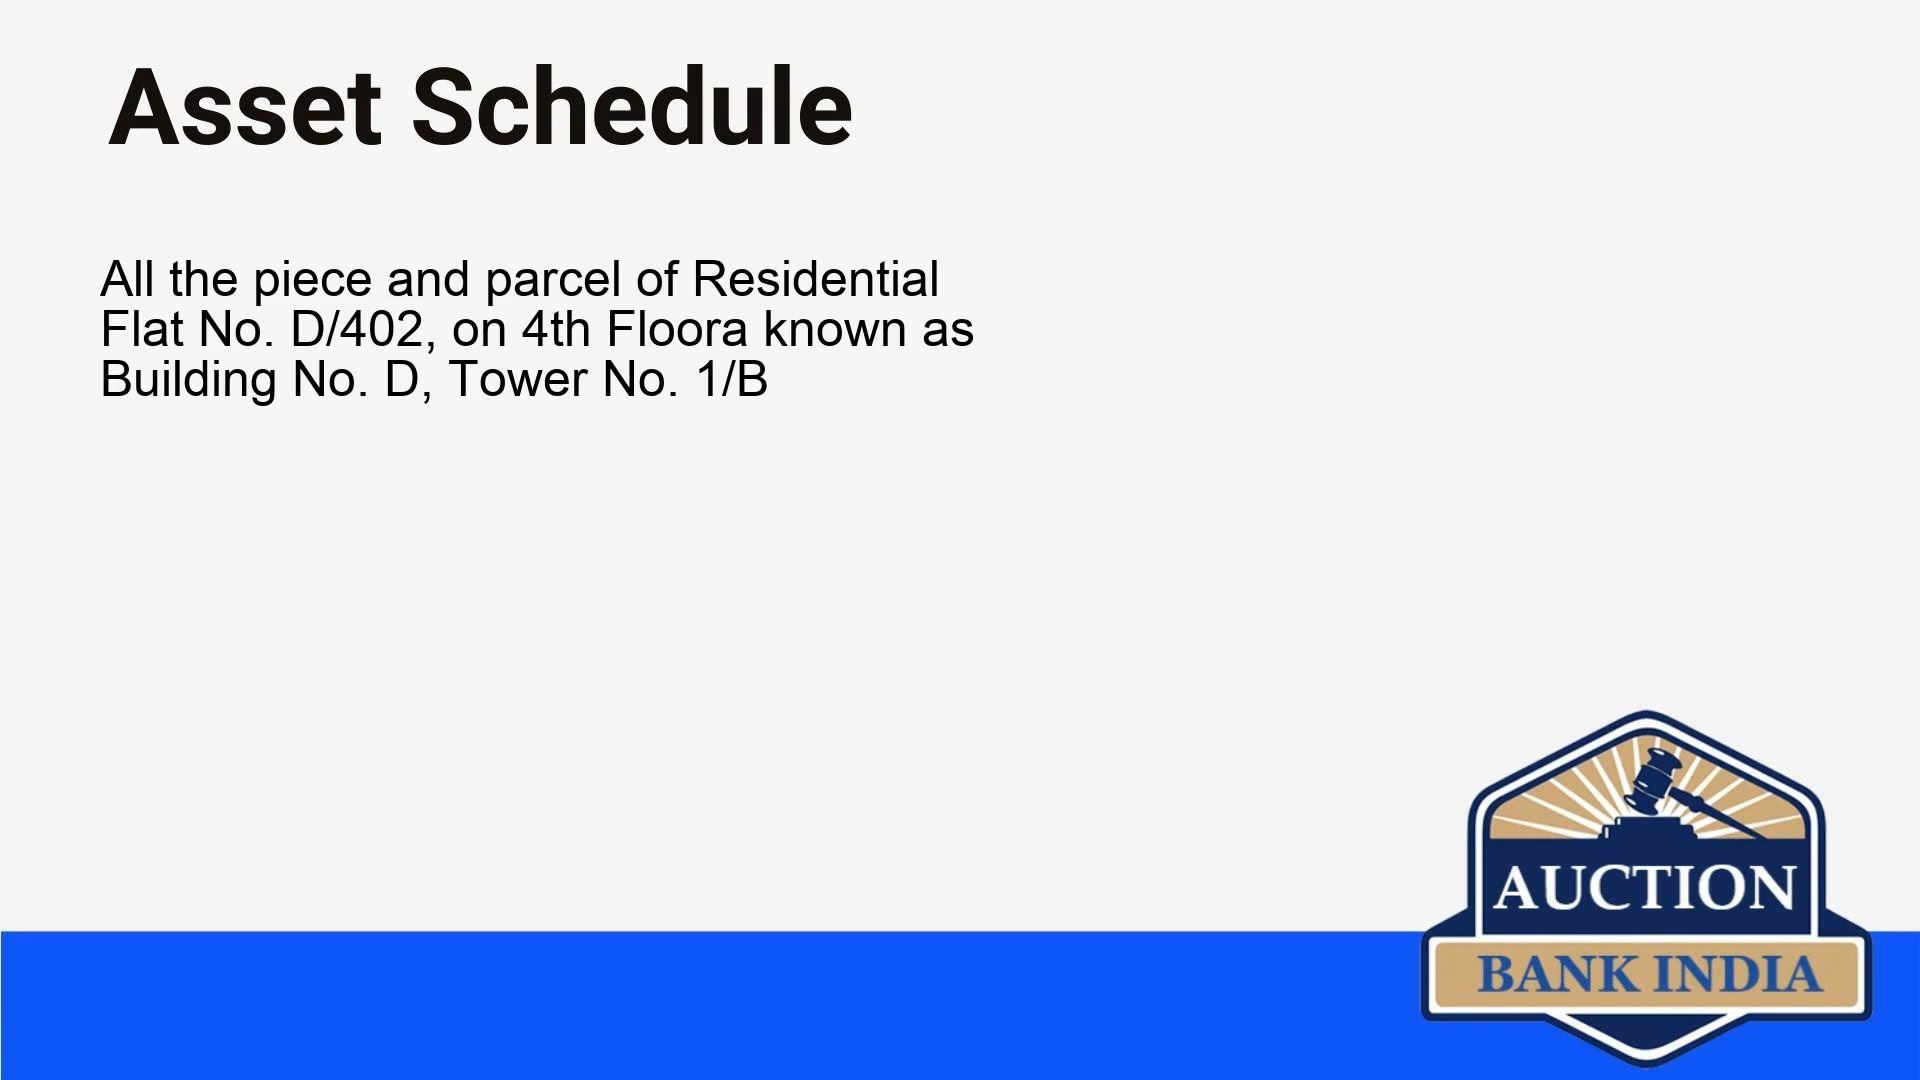 Asset Schedule
All the piece and parcel of Residential
Flat No. D/402, on 4th Floora known as
Building No. D, Tower No. 1/B
AUCTION
BANK INDIA